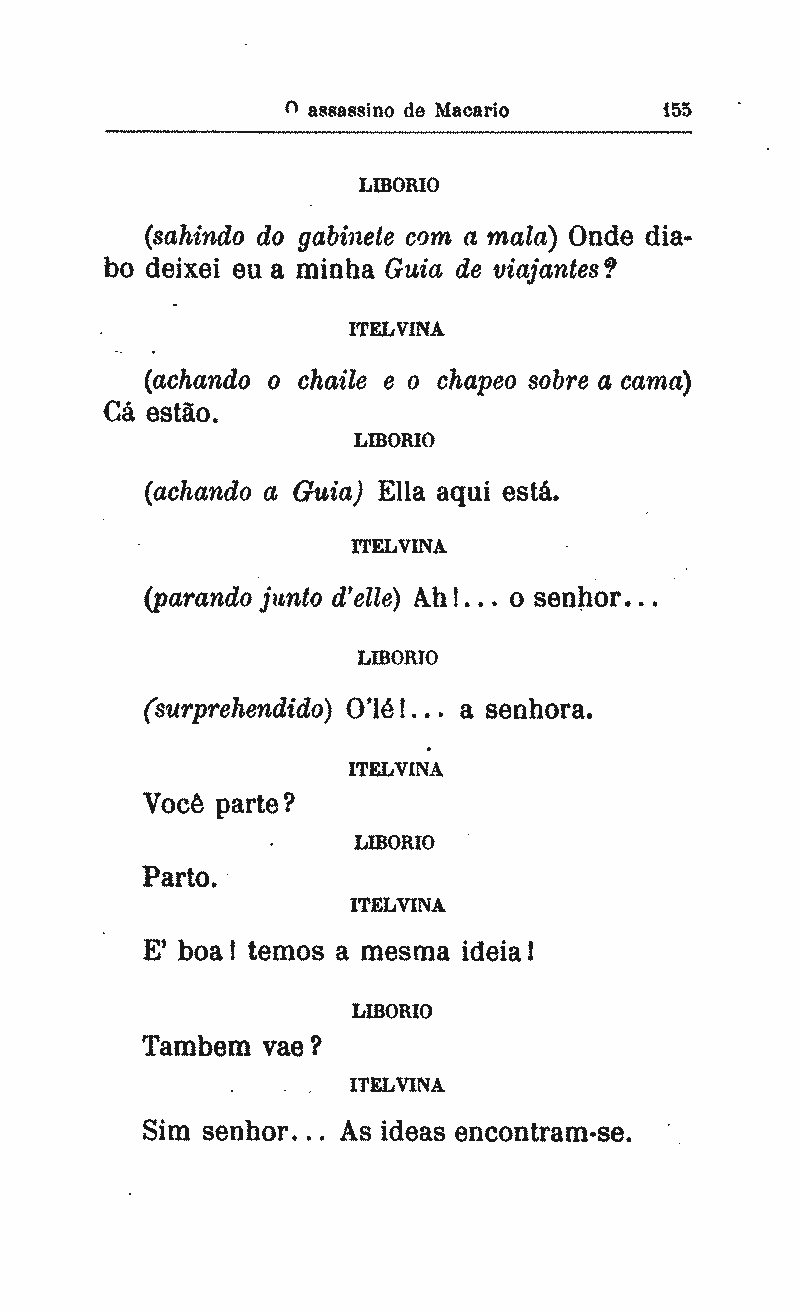 O assassino de Macario 155
LIBORIO
(sahindo do gabinete com a mala) Onde dia-
bo deixei eu a minha Guia de viajantes?
ITELVINA
(achando o chaile e o chapeo sobre a cama)
Cá estão.
LIBORIO
(achando a Guia) Ella aqui está.
ITELVINA
(parando junto d'elle) Ah!... o senhor...
LIBORIO
(surprehendido) O'lé!... a senhora.
ITELVINA
Você parte?
LIBORIO
Parto.
ITELVINA
E' boa! temos a mesma ideia!
LIBORIO
Tambem vae?
ITELVINA
Sim senhor... As ideas encontram-se.